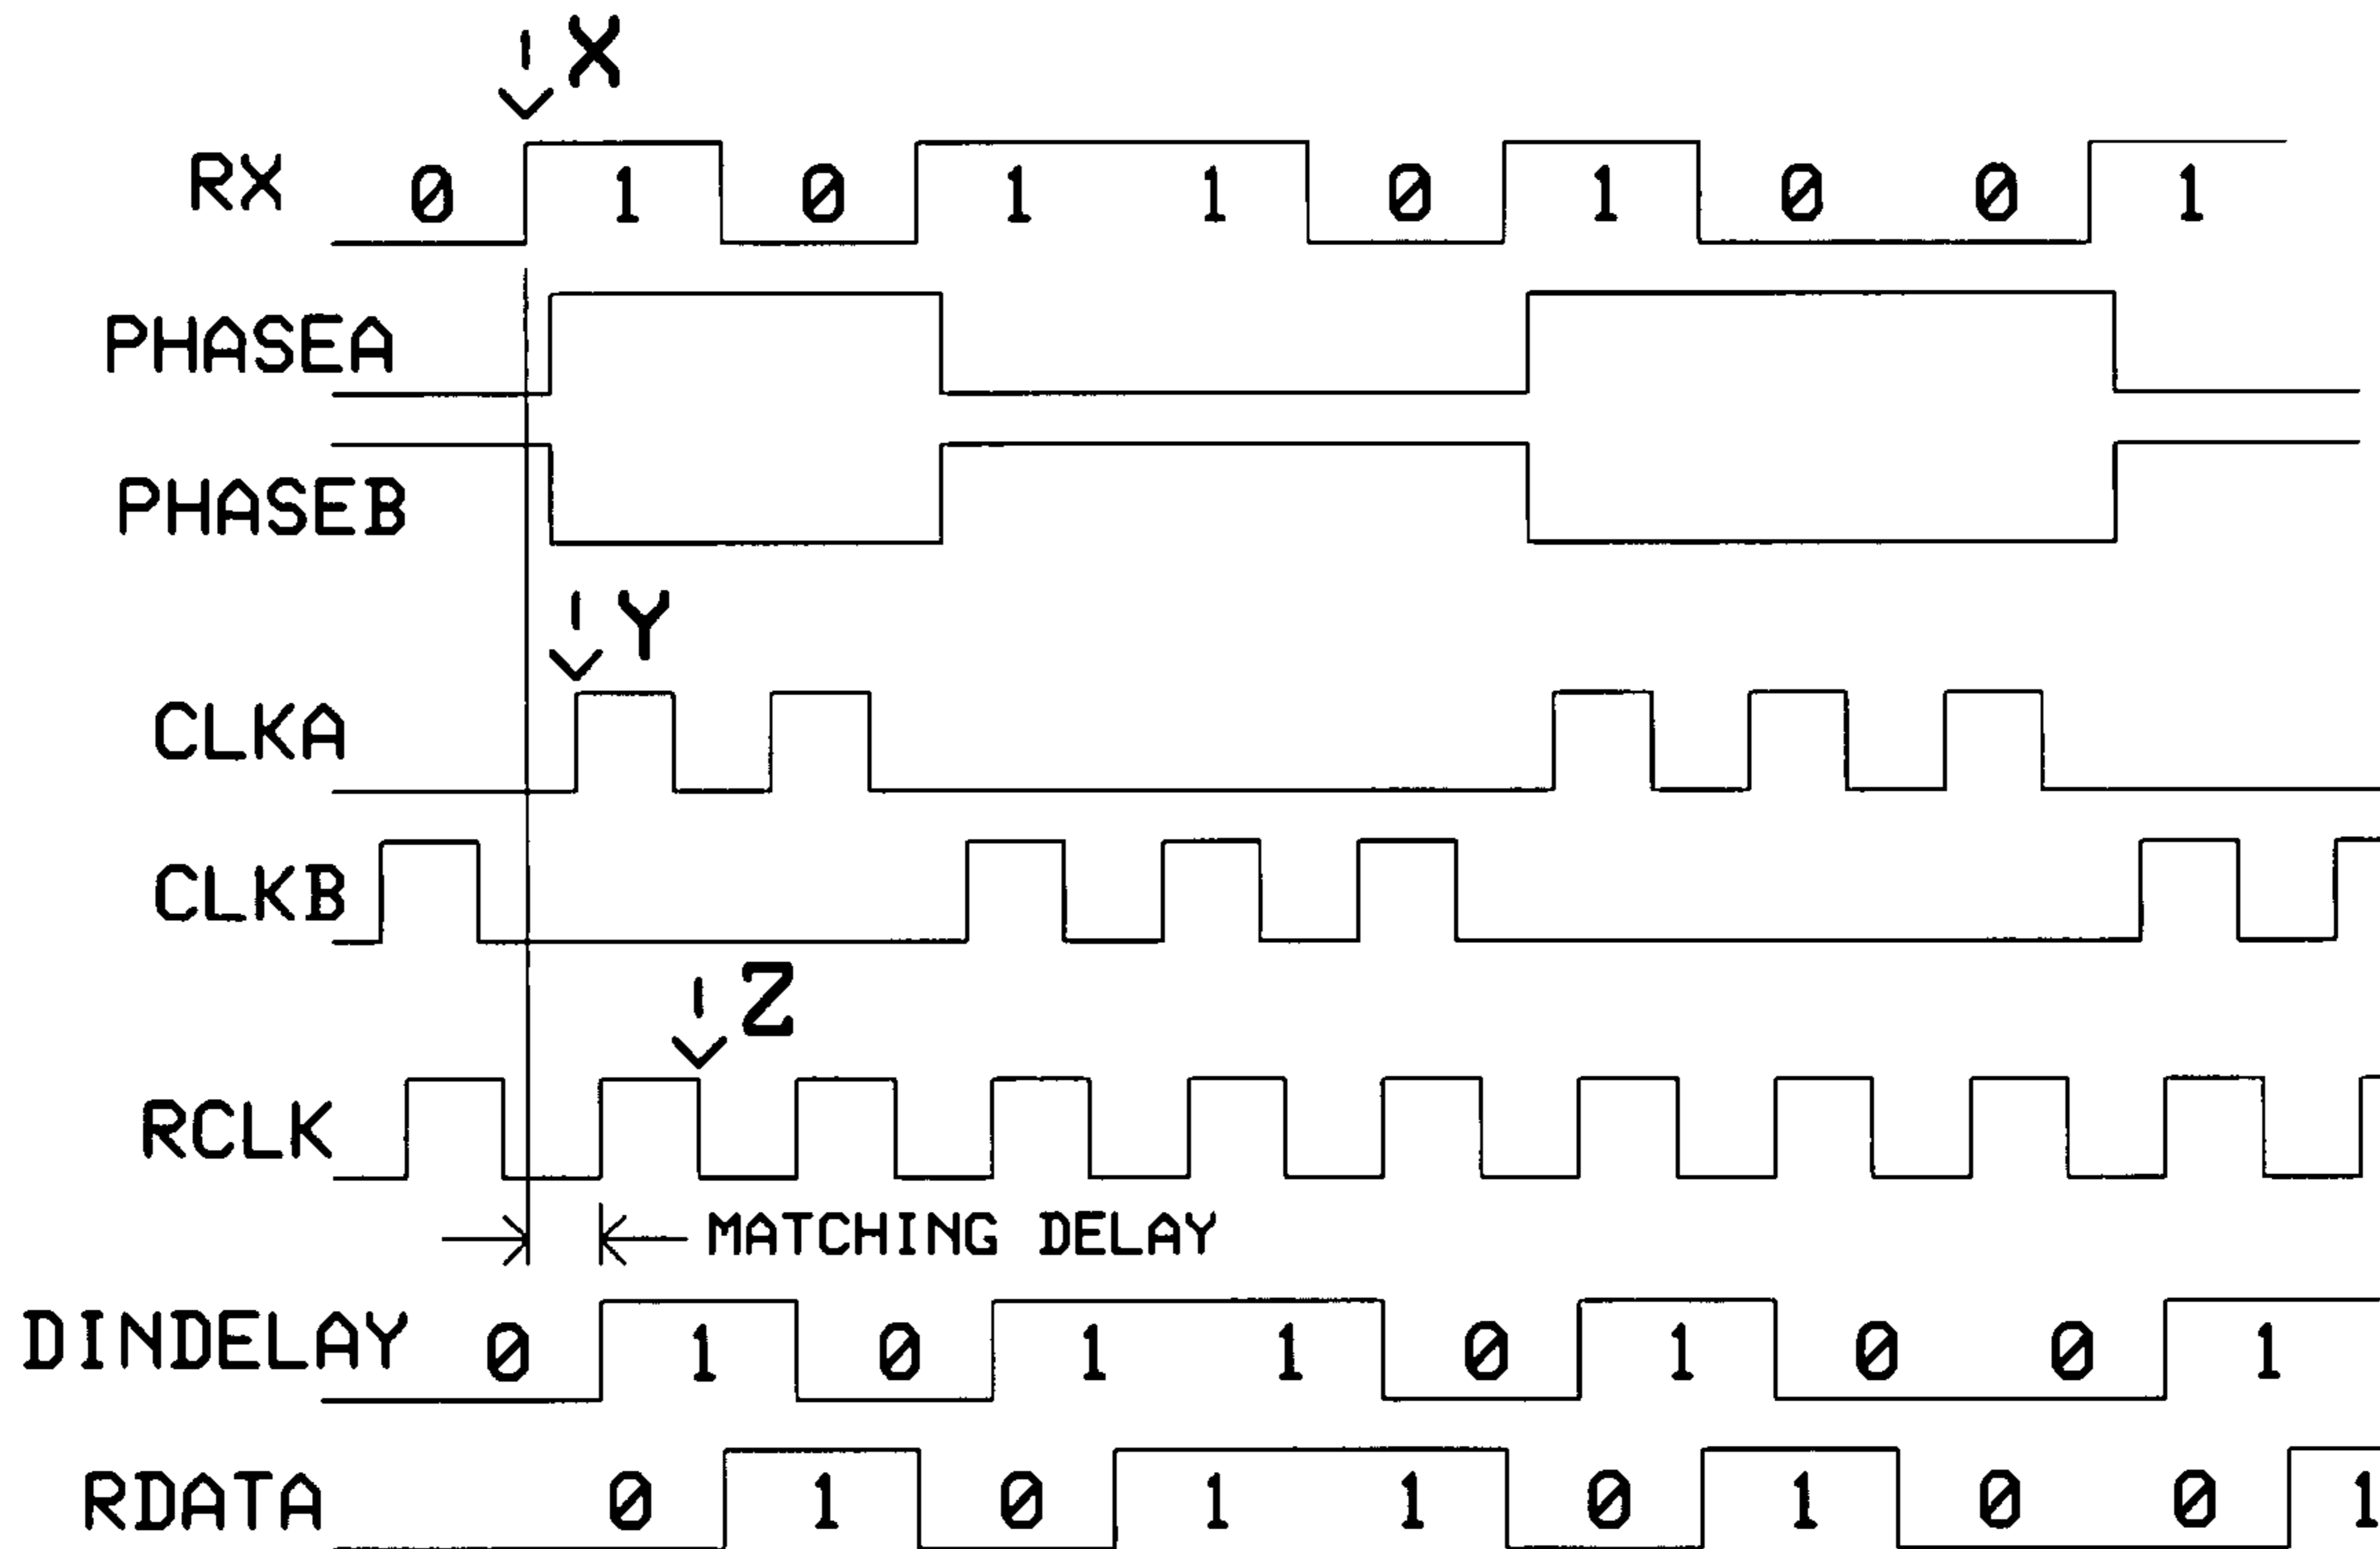 X
RX 0 1 0 1 1 0 1 0 0 1
PHASEA
PHASEB
Y
CLKA
CLKB
Z
RCLK
MATCHING DELAY
DINDELAY 0 1 0 1 1 0 1 0 0 1
RDATA 0 1 0 1 1 0 1 0 0 1